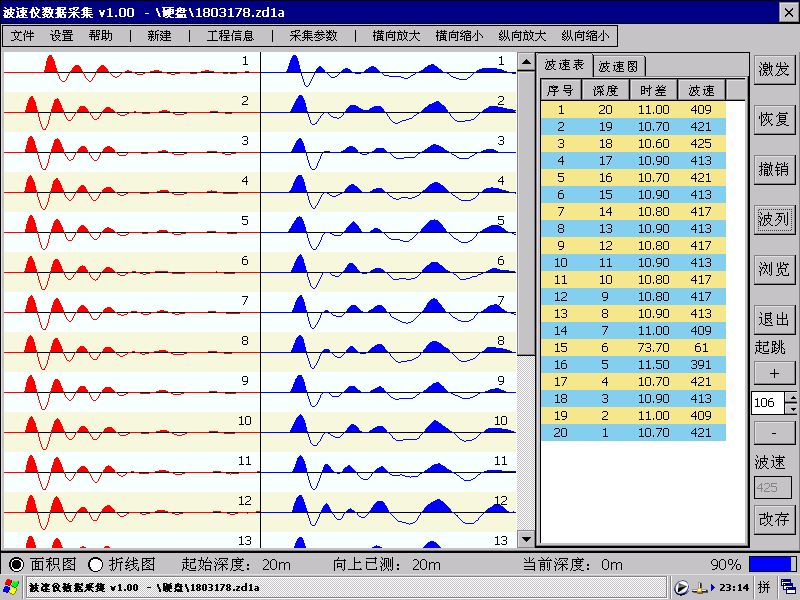 波速仪数据采集 v1.00  - \硬盘\1803178.zd1a
文件 设置 帮助 | 新建 | 工程信息 | 采集参数 | 横向放大 横向缩小 纵向放大 纵向缩小
1 1
2 2
3 3
4 4
5 5
6 6
7 7
8 8
9 9
10 10
11 11
12 12
13 13
波速表 波速图
序号 深度 时差 波速
1 20 11.00 409
2 19 10.70 421
3 18 10.60 425
4 17 10.90 413
5 16 10.70 421
6 15 10.90 413
7 14 10.80 417
8 13 10.90 413
9 12 10.80 417
10 11 10.90 413
11 10 10.80 417
12 9 10.80 417
13 8 10.90 413
14 7 11.00 409
15 6 73.70 61
16 5 11.50 391
17 4 10.70 421
18 3 10.90 413
19 2 11.00 409
20 1 10.70 421
激发
恢复
撤销
波列
浏览
退出
起跳
+
106
-
波速
425
改存
面积图 折线图 起始深度: 20m 向上已测: 20m 当前深度: 0m 90%
波速仪数据采集 v1.00  - \硬盘\1803178.zd1a 23:14 拼